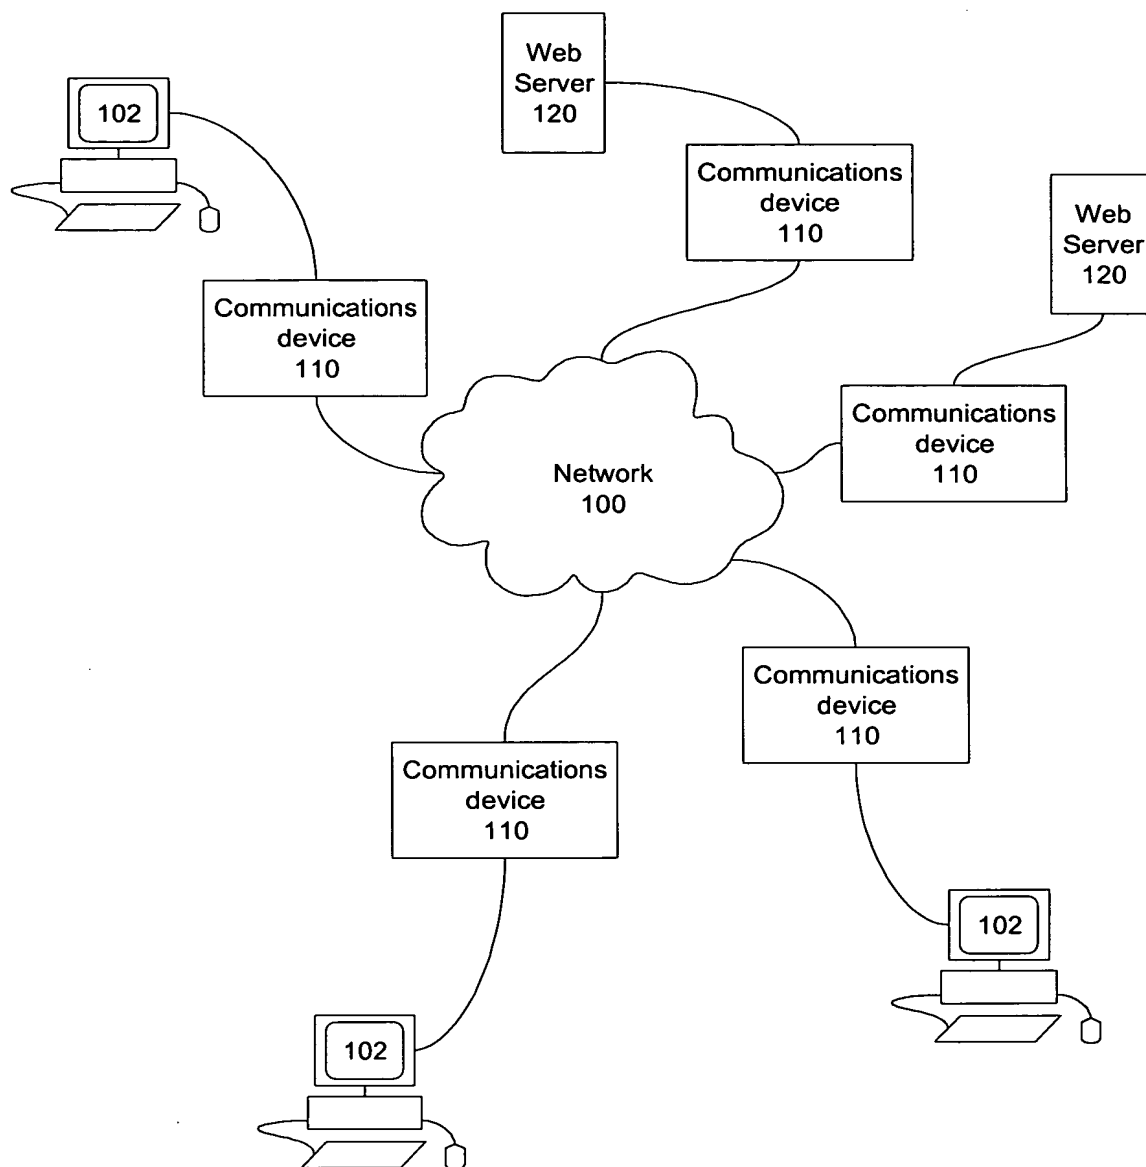 Web
Server
120
102
Communications
device
110
Web
Server
120
Communications
device
110
Communications
device
110
Network
100
Communications
device
110
Communications
device
110
102
102